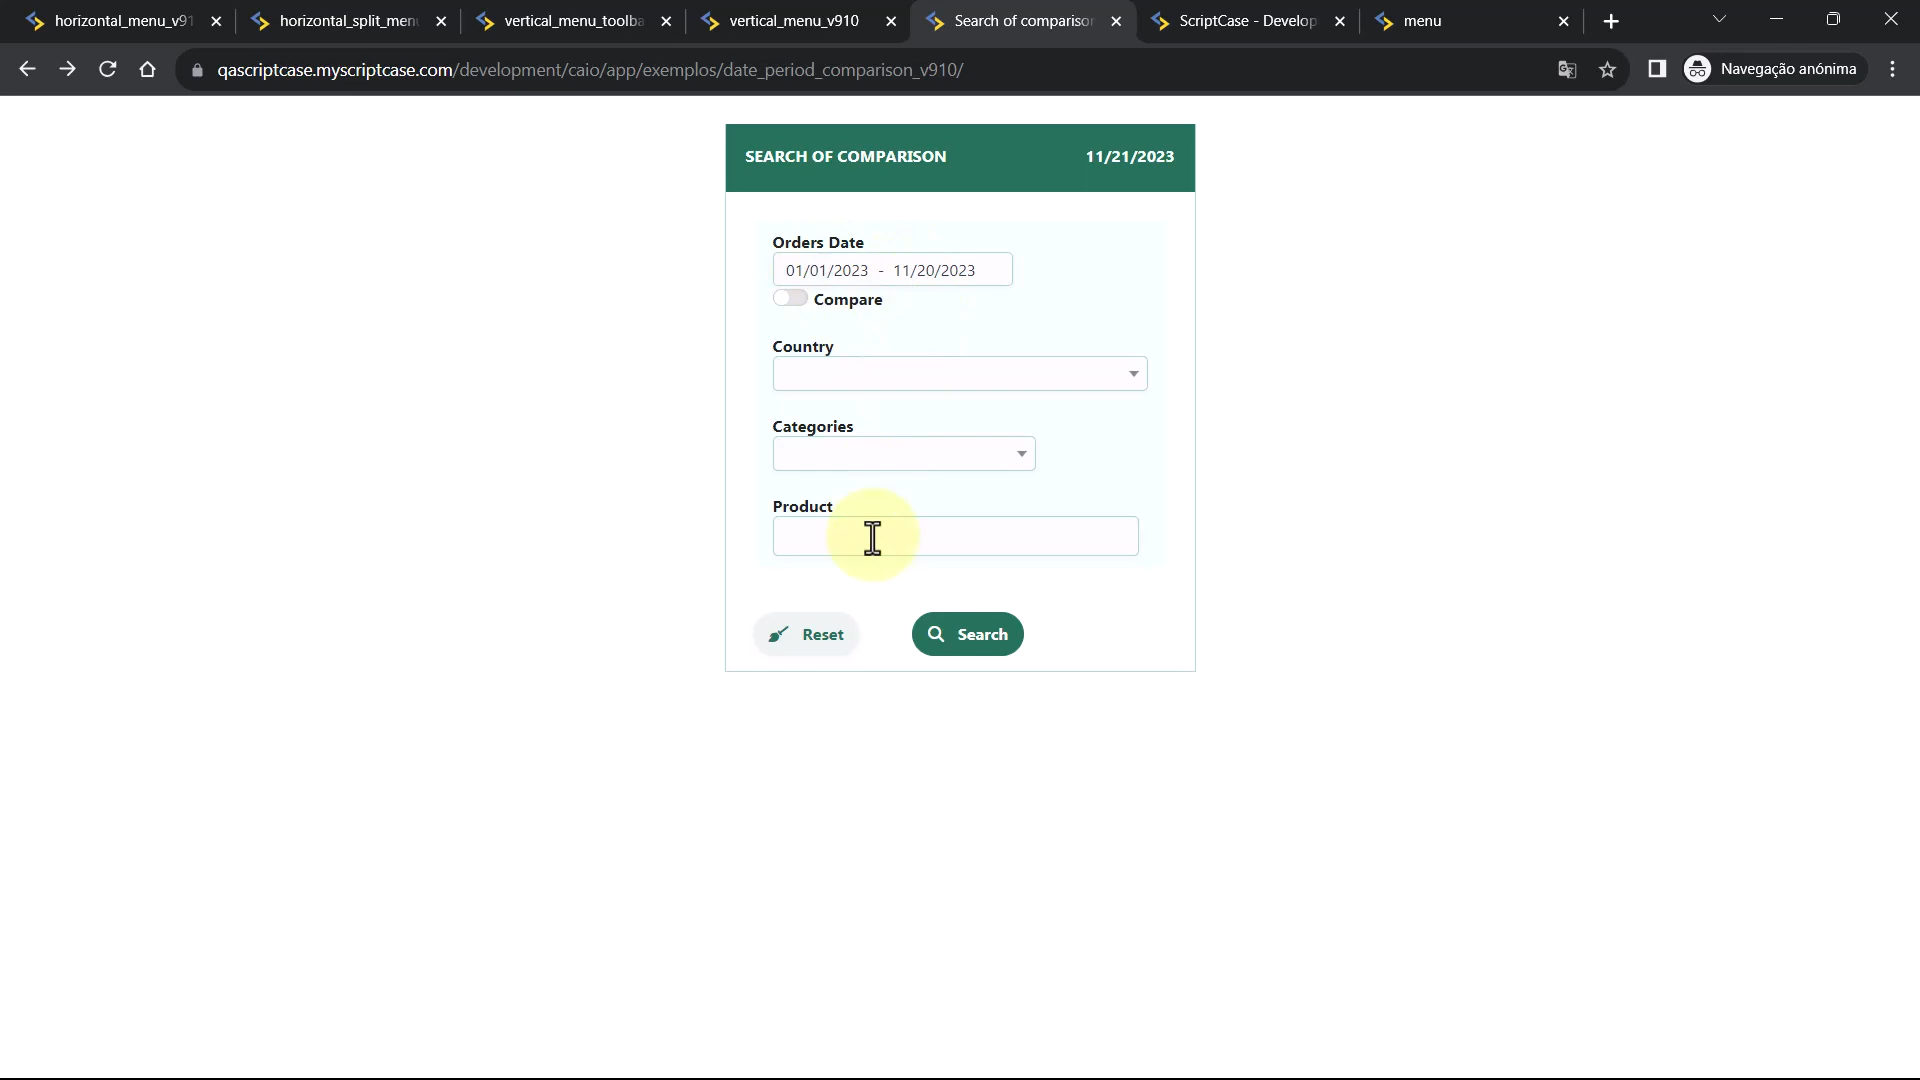 horizontal_menu_v91
horizontal_split_men
vertical_menu_toolba
vertical_menu_v910
Search of comparison
ScriptCase - Develop
menu
qascriptcase.myscriptcase.com/development/caio/app/exemplos/date_period_comparison_v910/
Navegação anónima
SEARCH OF COMPARISON 11/21/2023
Orders Date
01/01/2023 - 11/20/2023
Compare
Country
Categories
Product
Reset
Search